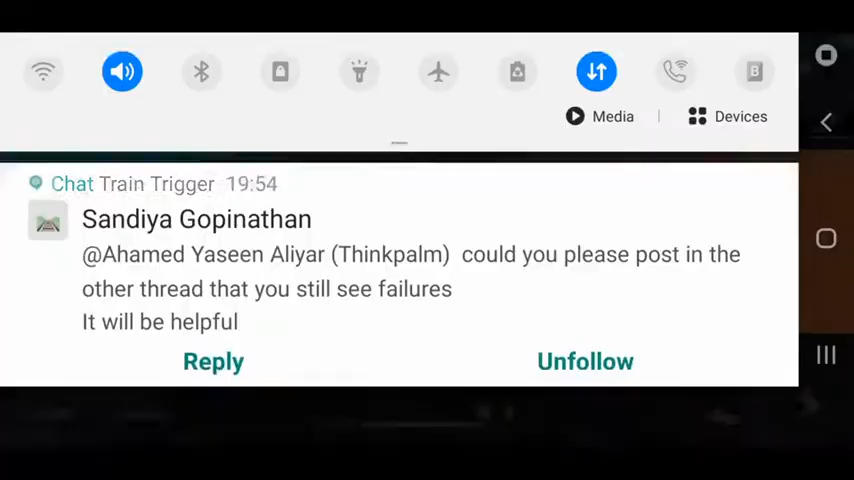 Media | Devices
Chat Train Trigger 19:54
Sandiya Gopinathan
@Ahamed Yaseen Aliyar (Thinkpalm) could you please post in the
other thread that you still see failures
It will be helpful
Reply Unfollow